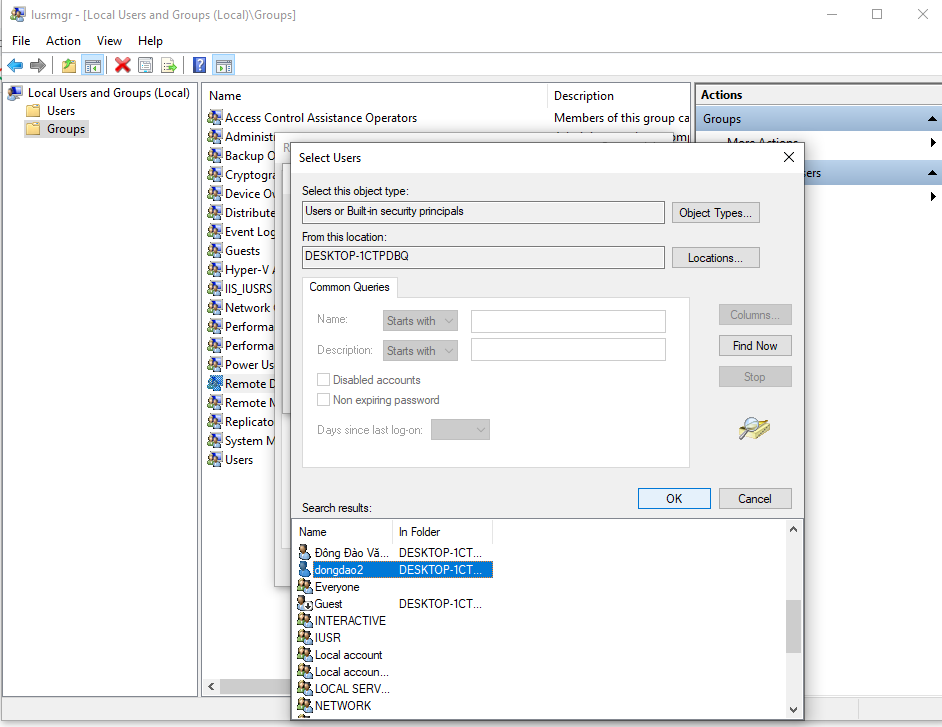 lusrmgr - [Local Users and Groups (Local)\Groups]
File Action View Help
Local Users and Groups (Local)
Users
Groups
Name Description
Access Control Assistance Operators Members of this group ca
Administ
Backup O
Cryptogra
Device Ow
Distribute
Event Log
Guests
Hyper-V A
IIS_IUSRS
Network
Performa
Performa
Power Us
Remote D
Remote M
Replicato
System M
Users
Actions
Groups
More Actions
sers
Select Users
Select this object type:
Users or Built-in security principals
Object Types...
From this location:
DESKTOP-1CTPDBQ
Locations...
Common Queries
Name: Starts with
Description: Starts with
Disabled accounts
Non expiring password
Days since last log-on:
Columns...
Find Now
Stop
OK Cancel
Search results:
Name In Folder
Đông Đào Vă... DESKTOP-1CT...
dongdao2 DESKTOP-1CT...
Everyone
Guest DESKTOP-1CT...
INTERACTIVE
IUSR
Local account
Local accoun...
LOCAL SERV...
NETWORK